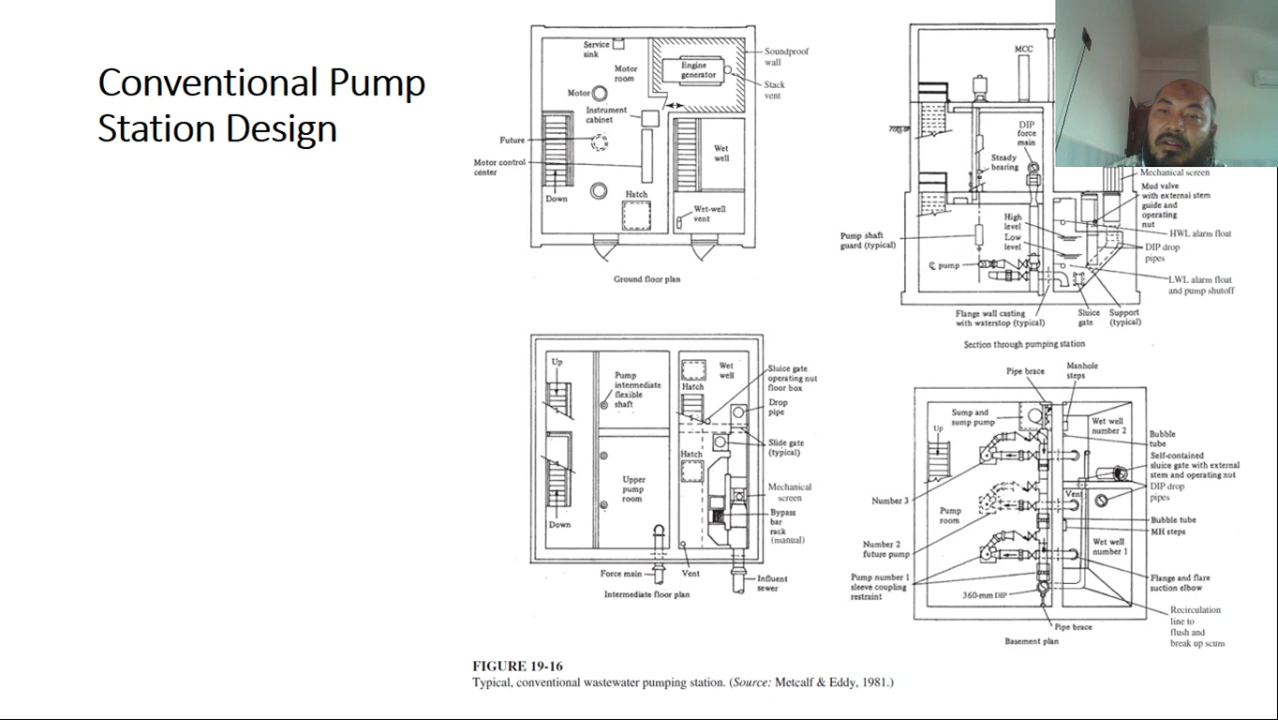 Conventional Pump
Station Design
Service
sink
Motor
room
Engine
generator
Soundproof
wall
Stack
vent
Motor
Instrument
cabinet
Future
Motor control
center
Wet
well
Down
Hatch
Wet-well
vent
Ground floor plan
MCC
DIP
force
main
Steady
bearing
Mechanical screen
Mud valve
with external stem
guide and
operating
nut
High
level
Low
level
HWL alarm float
Pump shaft
guard (typical)
DIP drop
pipes
℄ pump
LWL alarm float
and pump shutoff
Flange wall casting
with waterstop (typical)
Sluice
gate
Support
(typical)
Section through pumping station
Up
Pump
intermediate
flexible
shaft
Wet
well
Hatch
Sluice gate
operating nut
floor box
Drop
pipe
Slide gate
(typical)
Hatch
Upper
pump
room
Mechanical
screen
Bypass
bar
rack
(manual)
Down
Force main
Vent
Influent
sewer
Intermediate floor plan
Pipe brace
Manhole
steps
Sump and
sump pump
Up
Wet well
number 2
Bubble
tube
Self-contained
sluice gate with external
stem and operating nut
DIP drop
pipes
Number 3
Vent
Pump
room
Bubble tube
MH steps
Number 2
future pump
Wet well
number 1
Pump number 1
sleeve coupling
restraint
Flange and flare
suction elbow
360-mm DIP
Recirculation
line to
flush and
break up scum
Pipe brace
Basement plan
FIGURE 19-16
Typical, conventional wastewater pumping station. (Source: Metcalf & Eddy, 1981.)